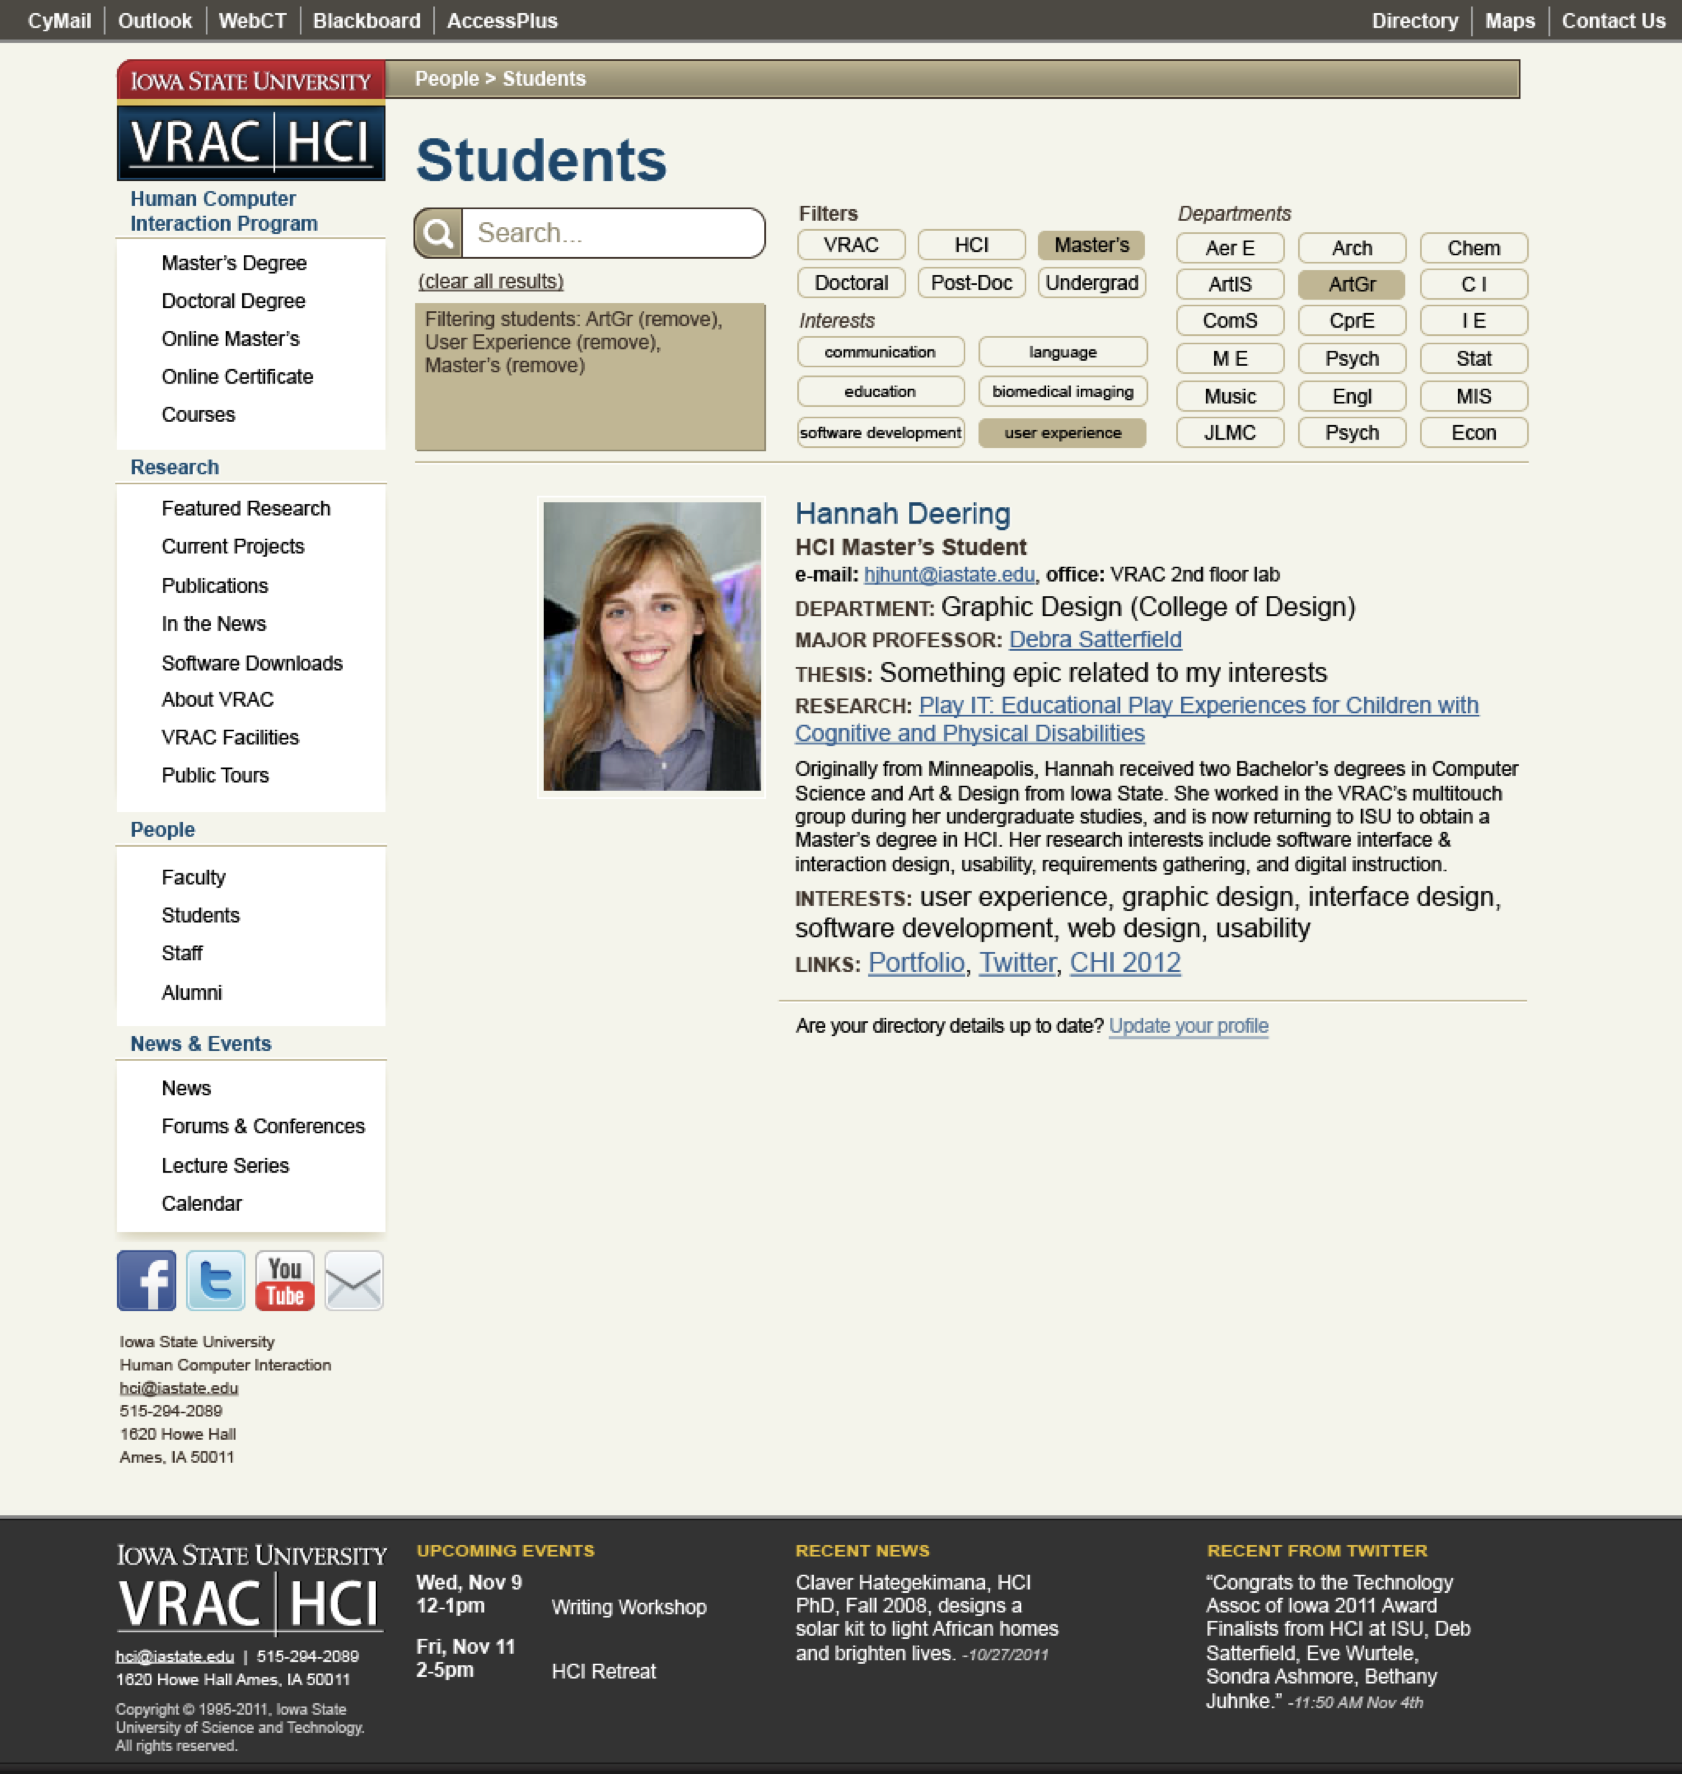 CyMail Outlook WebCT Blackboard AccessPlus
Directory Maps Contact Us
IOWA STATE UNIVERSITY
VRAC HCI
People > Students
Human Computer
Interaction Program
Master's Degree
Doctoral Degree
Online Master's
Online Certificate
Courses
Research
Featured Research
Current Projects
Publications
In the News
Software Downloads
About VRAC
VRAC Facilities
Public Tours
People
Faculty
Students
Staff
Alumni
News & Events
News
Forums & Conferences
Lecture Series
Calendar
f t You Tube
Iowa State University
Human Computer Interaction
hci@iastate.edu
515-294-2089
1620 Howe Hall
Ames, IA 50011
Students
Search...
(clear all results)
Filtering students: ArtGr (remove),
User Experience (remove),
Master's (remove)
Filters
VRAC HCI Master's
Doctoral Post-Doc Undergrad
Interests
communication language
education biomedical imaging
software development user experience
Departments
Aer E Arch Chem
ArtIS ArtGr C I
ComS CprE I E
M E Psych Stat
Music Engl MIS
JLMC Psych Econ
Hannah Deering
HCI Master's Student
e-mail: hjhunt@iastate.edu, office: VRAC 2nd floor lab
DEPARTMENT: Graphic Design (College of Design)
MAJOR PROFESSOR: Debra Satterfield
THESIS: Something epic related to my interests
RESEARCH: Play IT: Educational Play Experiences for Children with
Cognitive and Physical Disabilities
Originally from Minneapolis, Hannah received two Bachelor's degrees in Computer
Science and Art & Design from Iowa State. She worked in the VRAC's multitouch
group during her undergraduate studies, and is now returning to ISU to obtain a
Master's degree in HCI. Her research interests include software interface &
interaction design, usability, requirements gathering, and digital instruction.
INTERESTS: user experience, graphic design, interface design,
software development, web design, usability
LINKS: Portfolio, Twitter, CHI 2012
Are your directory details up to date? Update your profile
IOWA STATE UNIVERSITY
VRAC HCI
hci@iastate.edu | 515-294-2089
1620 Howe Hall Ames, IA 50011
Copyright © 1995-2011, Iowa State
University of Science and Technology.
All rights reserved.
UPCOMING EVENTS
Wed, Nov 9
12-1pm Writing Workshop
Fri, Nov 11
2-5pm HCI Retreat
RECENT NEWS
Claver Hategekimana, HCI
PhD, Fall 2008, designs a
solar kit to light African homes
and brighten lives. -10/27/2011
RECENT FROM TWITTER
“Congrats to the Technology
Assoc of Iowa 2011 Award
Finalists from HCI at ISU, Deb
Satterfield, Eve Wurtele,
Sondra Ashmore, Bethany
Juhnke.” -11:50 AM Nov 4th